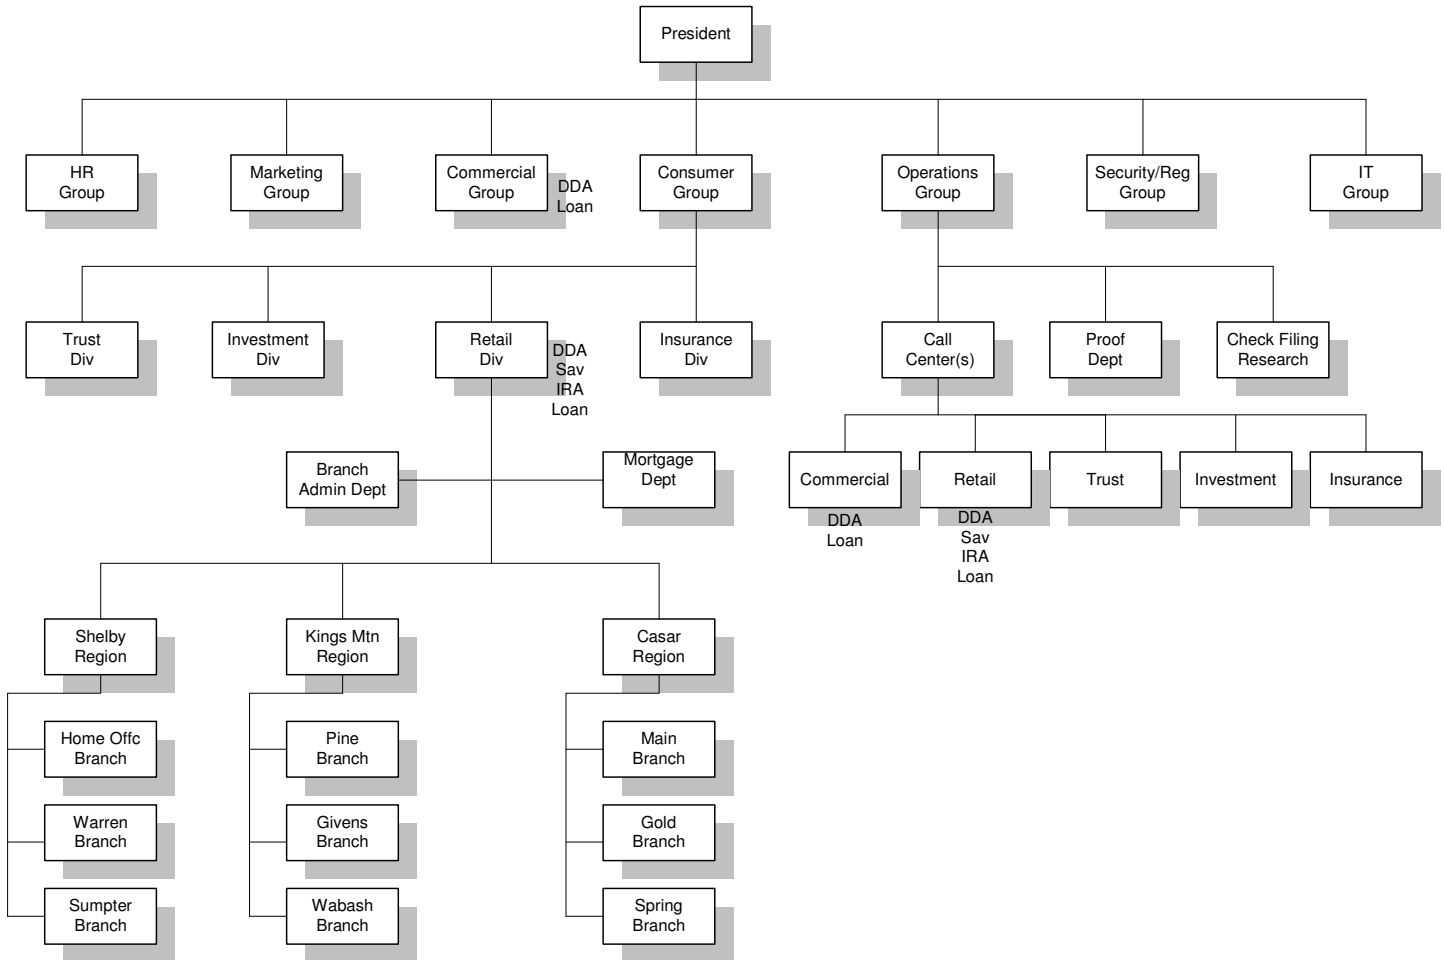 President
HR
Group
Marketing
Group
Commercial
Group
DDA
Loan
Consumer
Group
Operations
Group
Security/Reg
Group
IT
Group
Trust
Div
Investment
Div
Retail
Div
DDA
Sav
IRA
Loan
Insurance
Div
Call
Center(s)
Proof
Dept
Check Filing
Research
Branch
Admin Dept
Mortgage
Dept
Commercial
DDA
Loan
Retail
DDA
Sav
IRA
Loan
Trust
Investment
Insurance
Shelby
Region
Kings Mtn
Region
Casar
Region
Home Offc
Branch
Pine
Branch
Main
Branch
Warren
Branch
Givens
Branch
Gold
Branch
Sumpter
Branch
Wabash
Branch
Spring
Branch